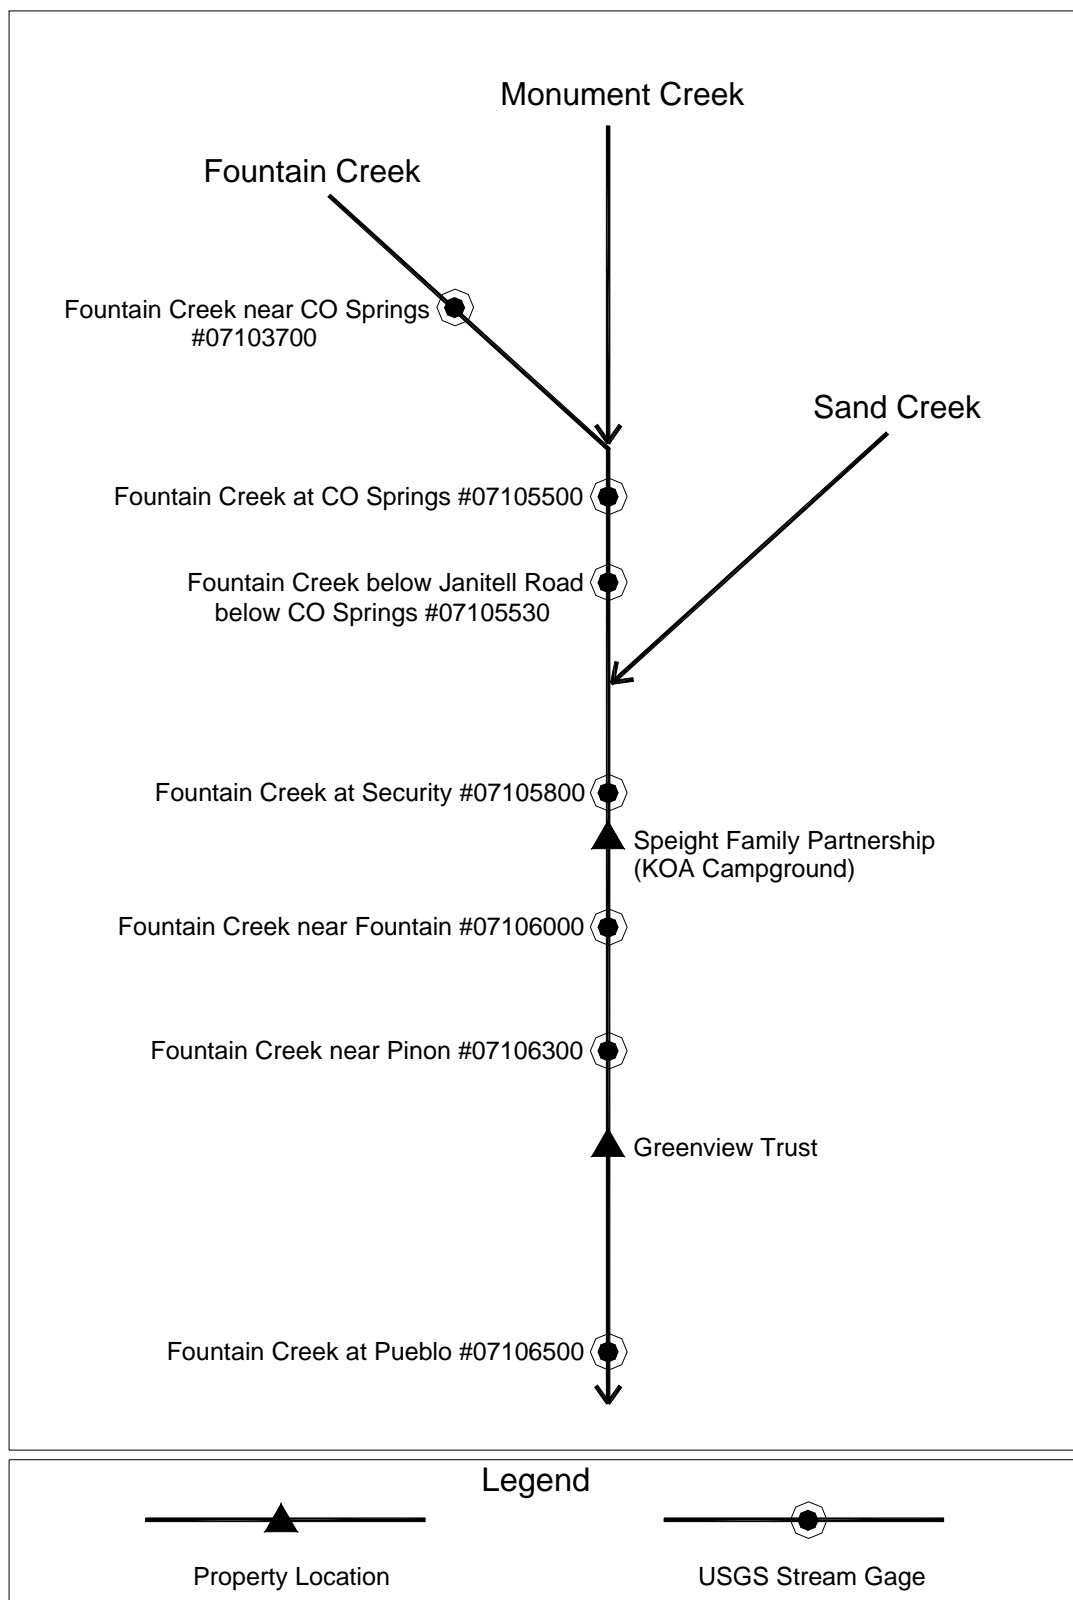 Monument Creek
Fountain Creek
Fountain Creek near CO Springs
#07103700
Sand Creek
Fountain Creek at CO Springs #07105500
Fountain Creek below Janitell Road
below CO Springs #07105530
Fountain Creek at Security #07105800
Speight Family Partnership
(KOA Campground)
Fountain Creek near Fountain #07106000
Fountain Creek near Pinon #07106300
Greenview Trust
Fountain Creek at Pueblo #07106500
Legend
Property Location
USGS Stream Gage